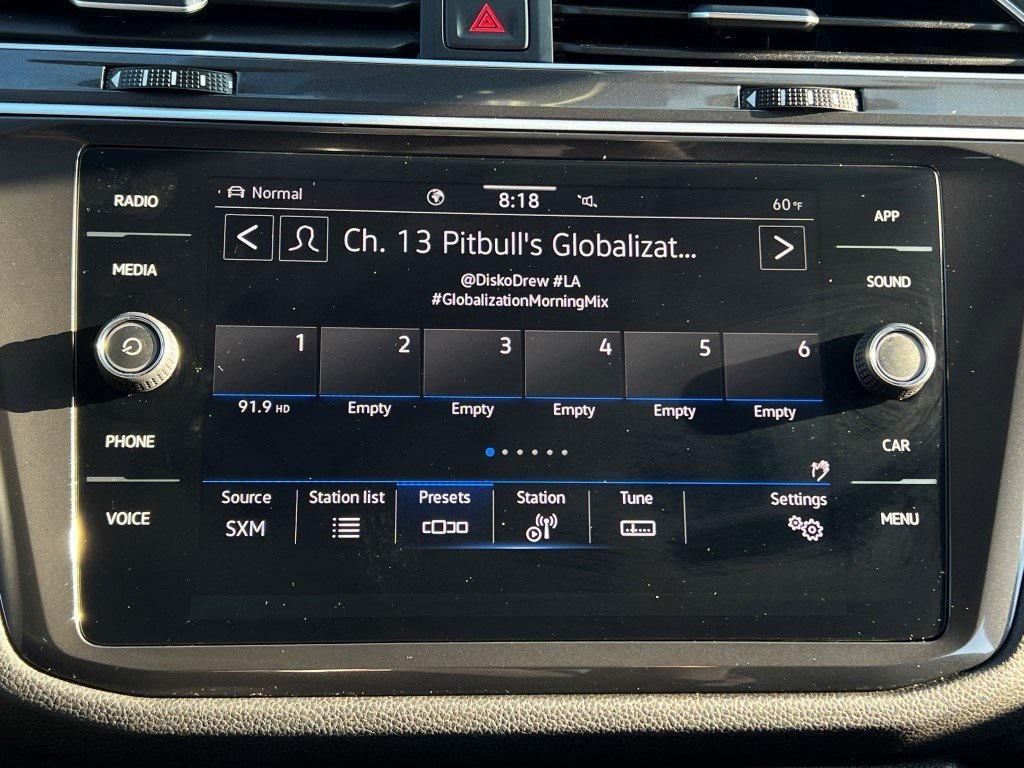 RADIO
MEDIA
PHONE
VOICE
Normal
8:18
60°F
< Ch. 13 Pitbull's Globalizat... >
@DiskoDrew #LA
#GlobalizationMorningMix
1 2 3 4 5 6
91.9 HD Empty Empty Empty Empty Empty
Source Station list Presets Station Tune Settings
SXM
APP
SOUND
CAR
MENU